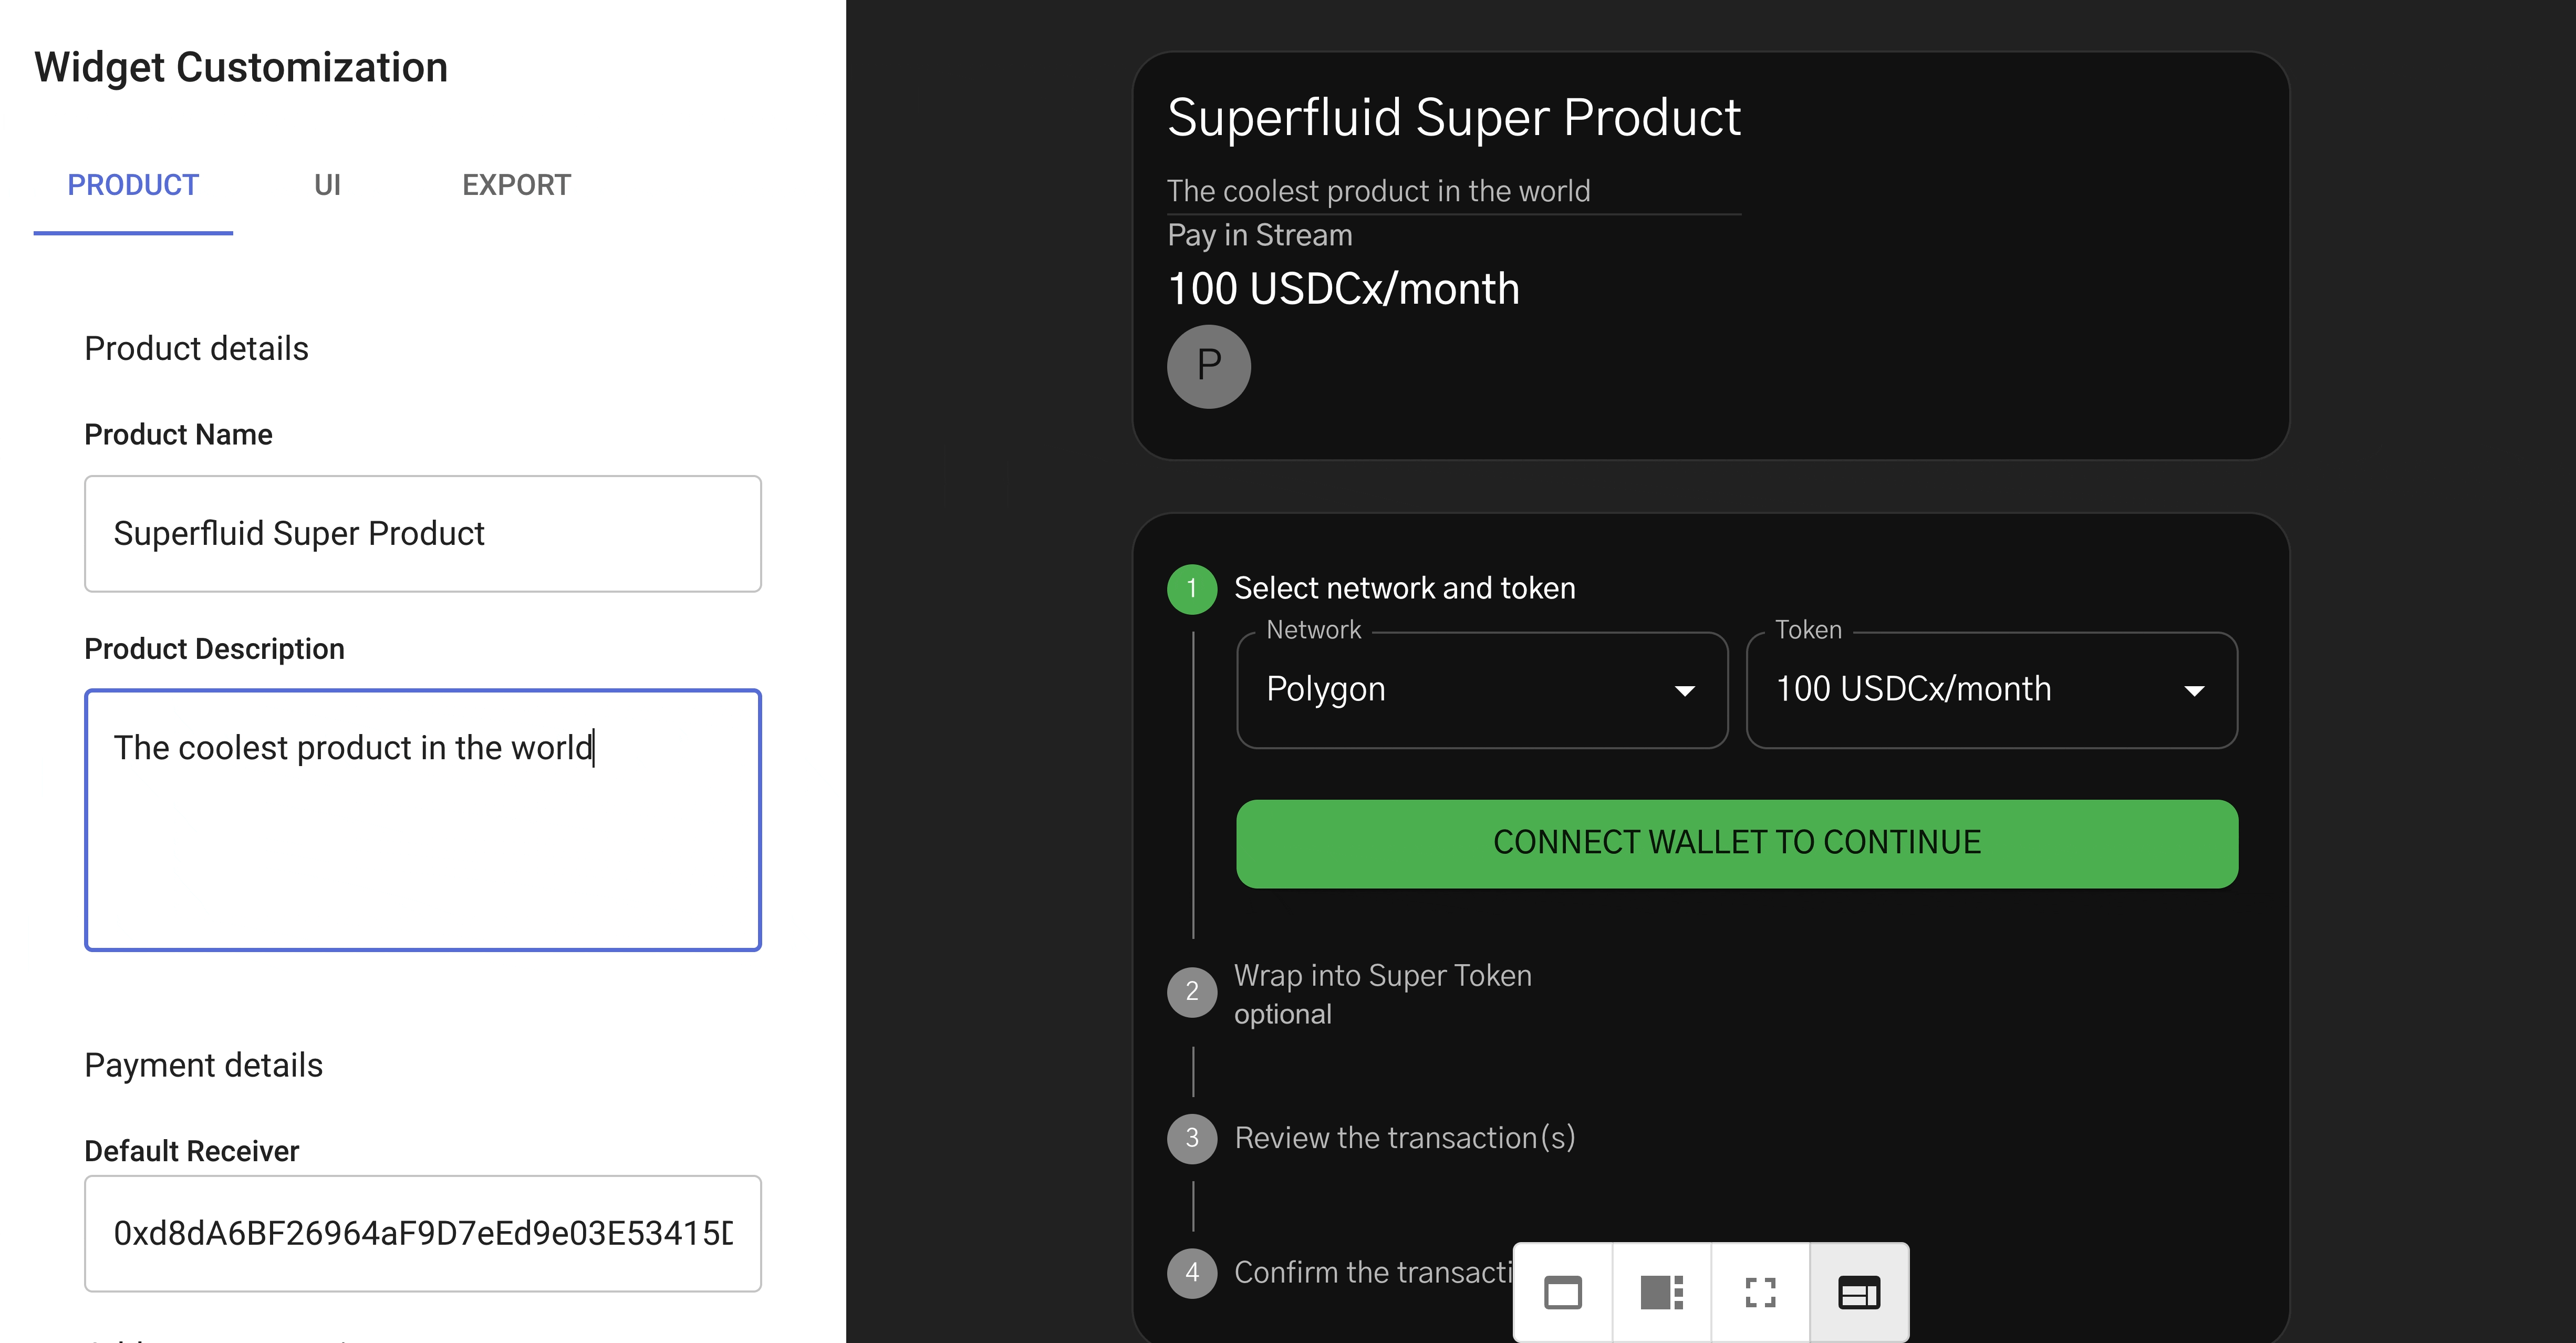 Widget Customization
PRODUCT
UI
EXPORT
Product details
Product Name
Superfluid Super Product
Product Description
The coolest product in the world
Payment details
Default Receiver
0xd8dA6BF26964aF9D7eEd9e03E53415D
Superfluid Super Product
The coolest product in the world
Pay in Stream
100 USDCx/month
P
1 Select network and token
Network
Polygon
Token
100 USDCx/month
CONNECT WALLET TO CONTINUE
2 Wrap into Super Token
optional
3 Review the transaction(s)
4 Confirm the transacti